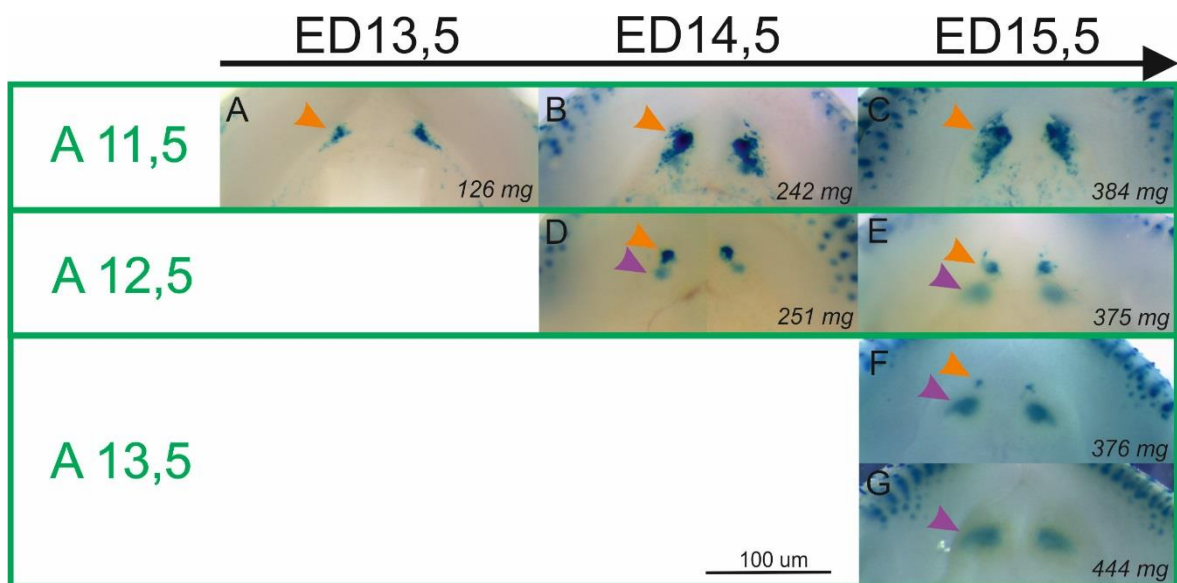 ED13,5 ED14,5 ED15,5
A 11,5
A B C
126 mg 242 mg 384 mg
A 12,5
D E
251 mg 375 mg
A 13,5
F
376 mg
G
100 um
444 mg